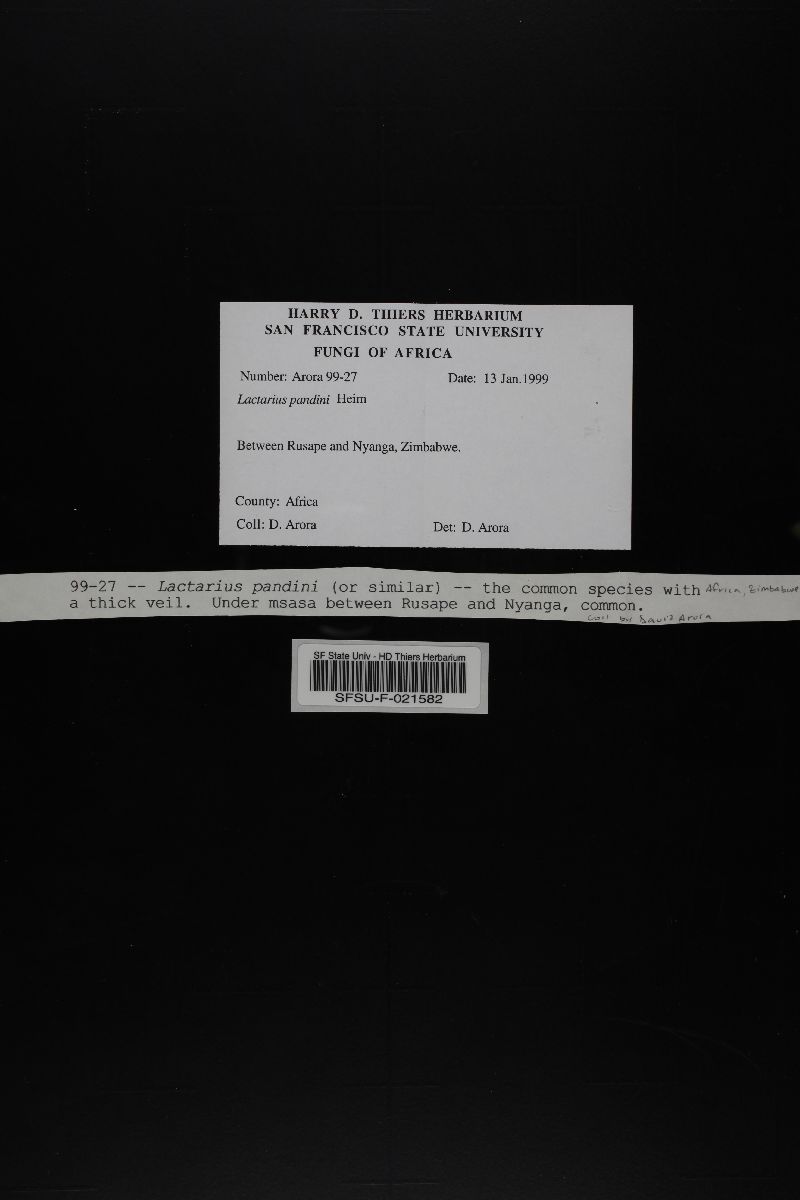 HARRY D. THIERS HERBARIUM
SAN FRANCISCO STATE UNIVERSITY
FUNGI OF AFRICA
Number: Arora 99-27 Date: 13 Jan.1999
Lactarius pandini Heim
Between Rusape and Nyanga, Zimbabwe.
County: Africa
Coll: D. Arora Det: D. Arora
99-27 -- Lactarius pandini (or similar) -- the common species with Africa, Zimbabwe
a thick veil. Under msasa between Rusape and Nyanga, common.
Coll by David Arora
SF State Univ - HD Thiers Herbarium
SFSU-F-021582